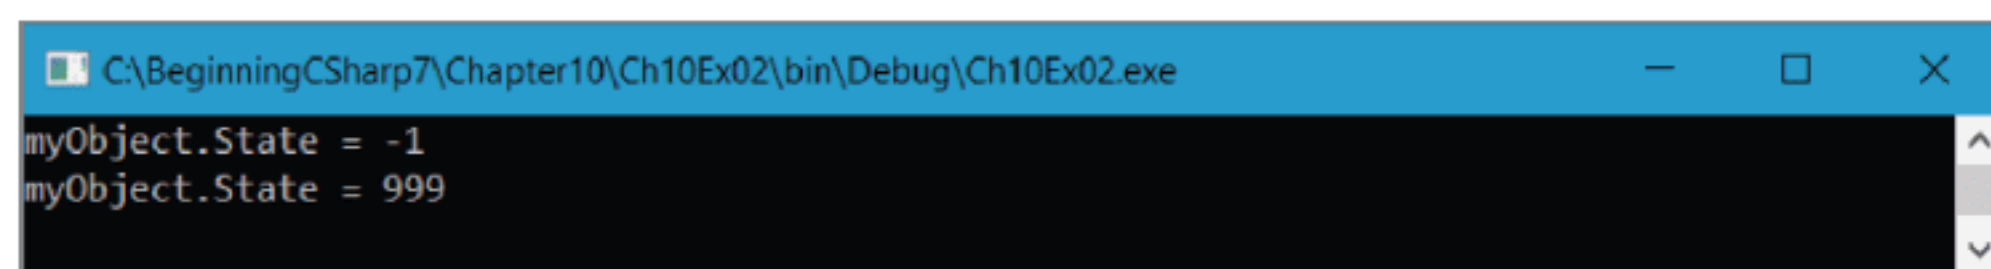 C:\BeginningCSharp7\Chapter10\Ch10Ex02\bin\Debug\Ch10Ex02.exe
myObject.State = -1
myObject.State = 999